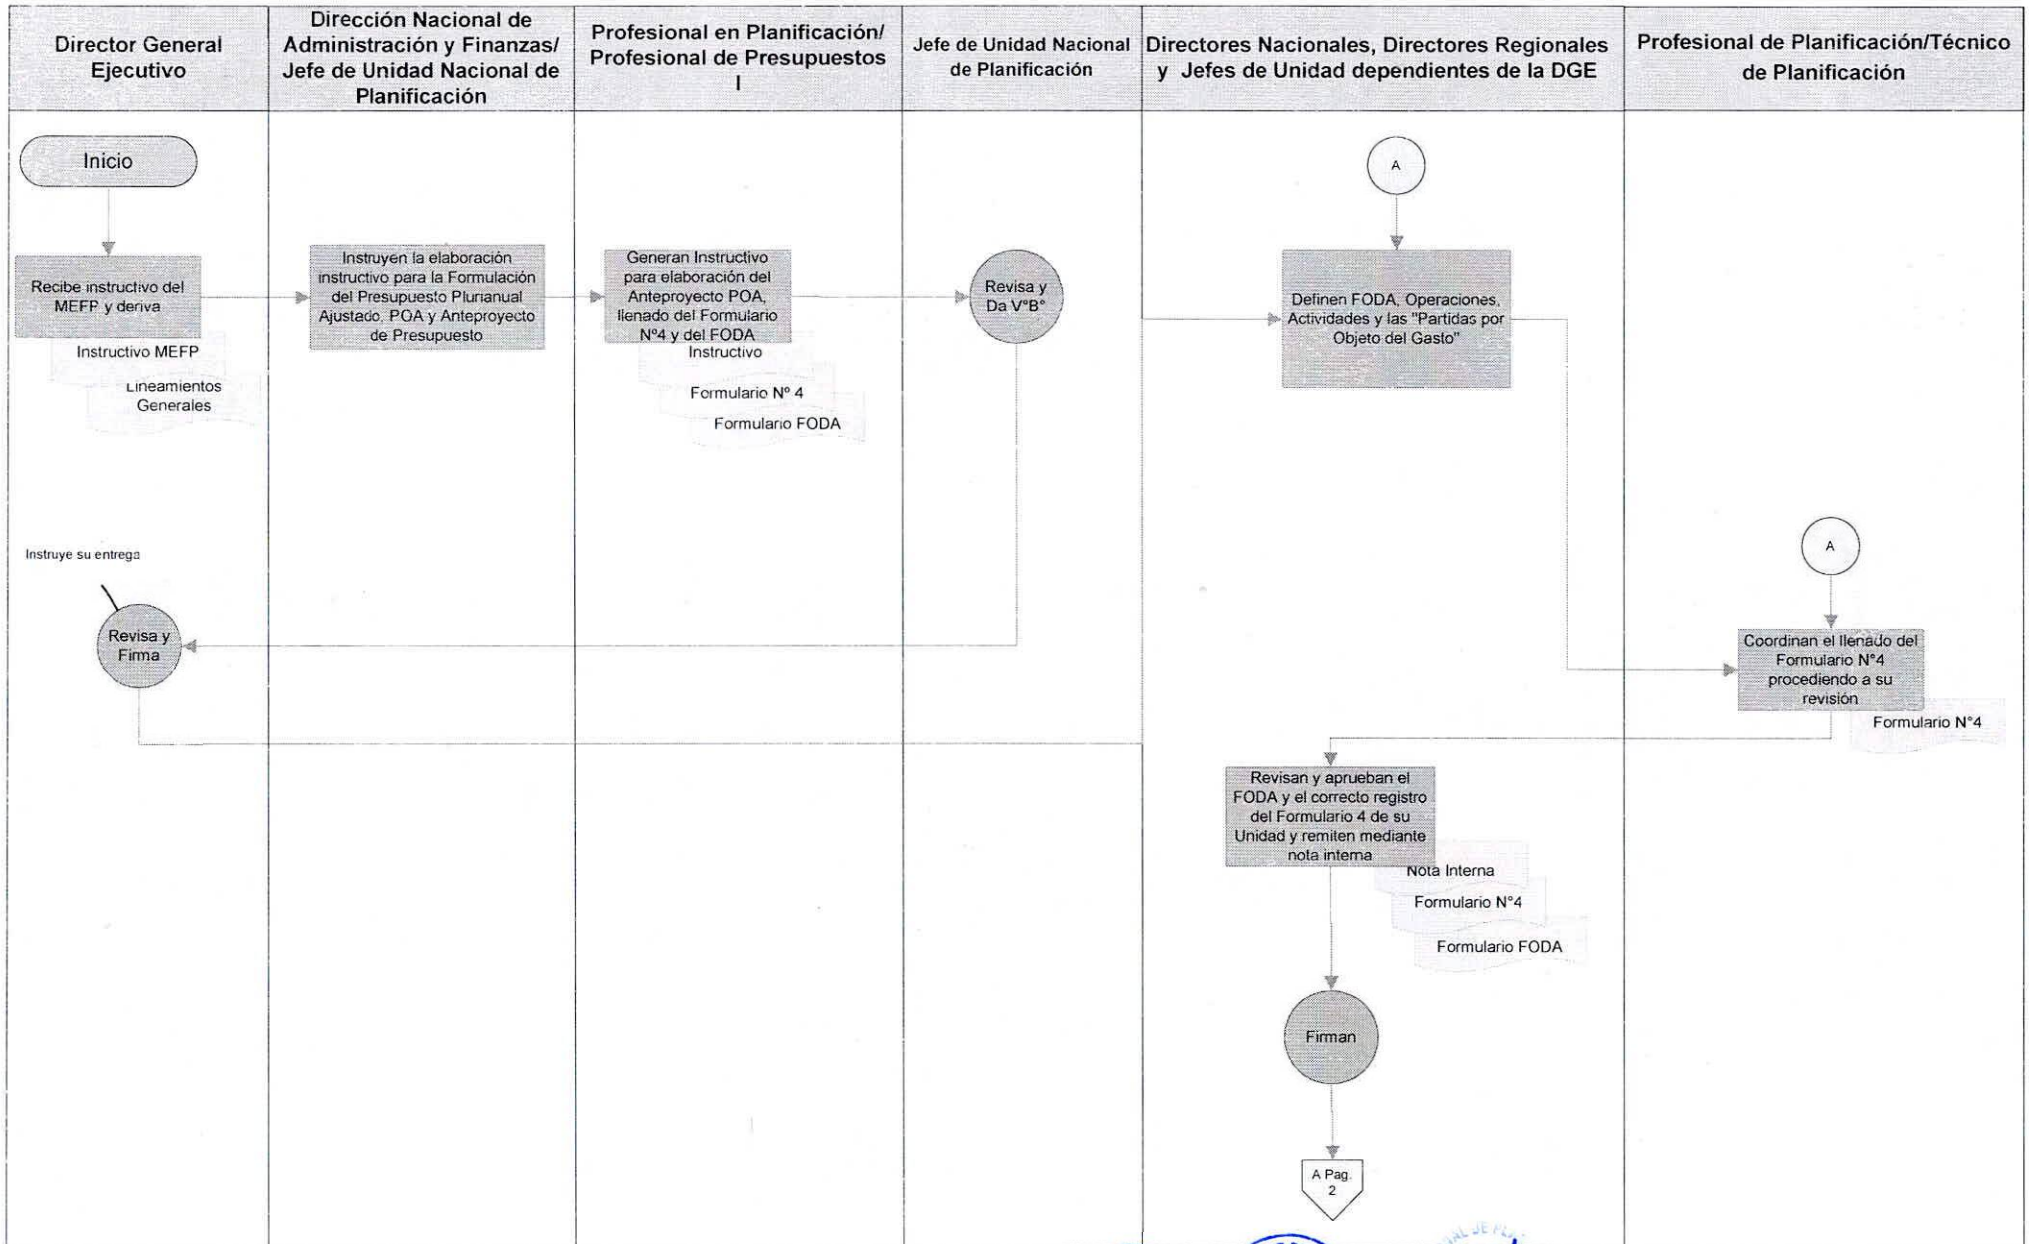 Director General
Ejecutivo
Dirección Nacional de
Administración y Finanzas/
Jefe de Unidad Nacional de
Planificación
Profesional en Planificación/
Profesional de Presupuestos
I
Jefe de Unidad Nacional
de Planificación
Directores Nacionales, Directores Regionales
y Jefes de Unidad dependientes de la DGE
Profesional de Planificación/Técnico
de Planificación
Inicio
Recibe instructivo del
MEFP y deriva
Instructivo MEFP
Lineamientos
Generales
Instruyen la elaboración
instructivo para la Formulación
del Presupuesto Plurianual
Ajustado, POA y Anteproyecto
de Presupuesto
Generan Instructivo
para elaboración del
Anteproyecto POA,
llenado del Formulario
Nº4 y del FODA
Instructivo
Formulario Nº 4
Formulario FODA
Revisa y
Da V°B°
Instruye su entrega
Revisa y
Firma
A
Definen FODA, Operaciones,
Actividades y las "Partidas por
Objeto del Gasto"
A
Coordinan el llenado del
Formulario N°4
procediendo a su
revisión
Formulario N°4
Revisan y aprueban el
FODA y el correcto registro
del Formulario 4 de su
Unidad y remiten mediante
nota interna
Nota Interna
Formulario N°4
Formulario FODA
Firman
A Pag.
2